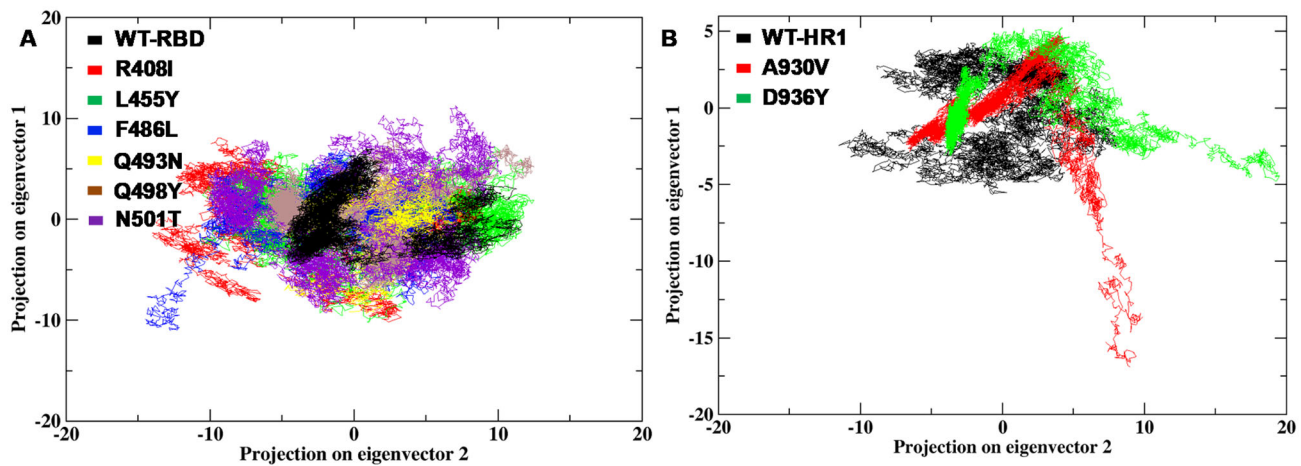 A
WT-RBD
R408I
L455Y
F486L
Q493N
Q498Y
N501T
20
10
0
-10
-20
-20
-10
0
10
20
Projection on eigenvector 1
Projection on eigenvector 2
B
WT-HR1
A930V
D936Y
5
0
-5
-10
-15
-20
-20
-10
0
10
20
Projection on eigenvector 1
Projection on eigenvector 2